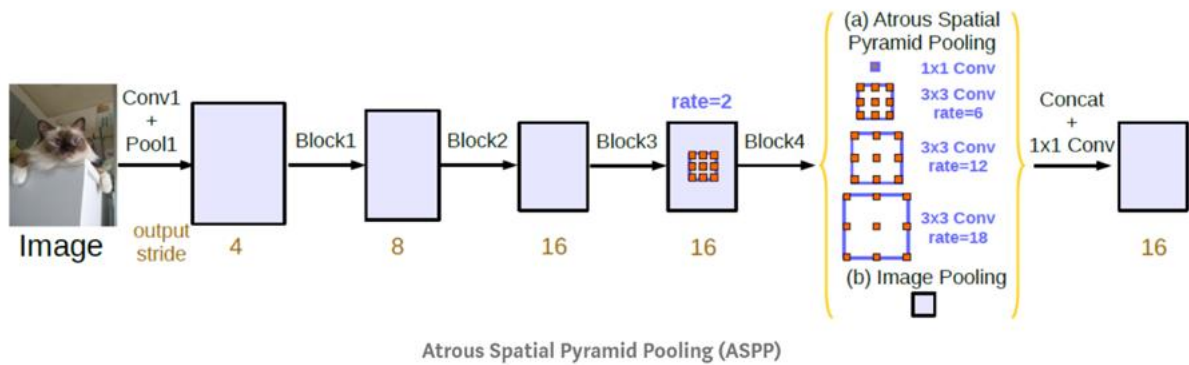 (a) Atrous Spatial
Pyramid Pooling
1x1 Conv
3x3 Conv
rate=6
3x3 Conv
rate=12
3x3 Conv
rate=18
(b) Image Pooling
Conv1
+
Pool1
Block1
Block2
Block3
rate=2
Block4
Concat
+
1x1 Conv
Image
output
stride
4
8
16
16
16
Atrous Spatial Pyramid Pooling (ASPP)